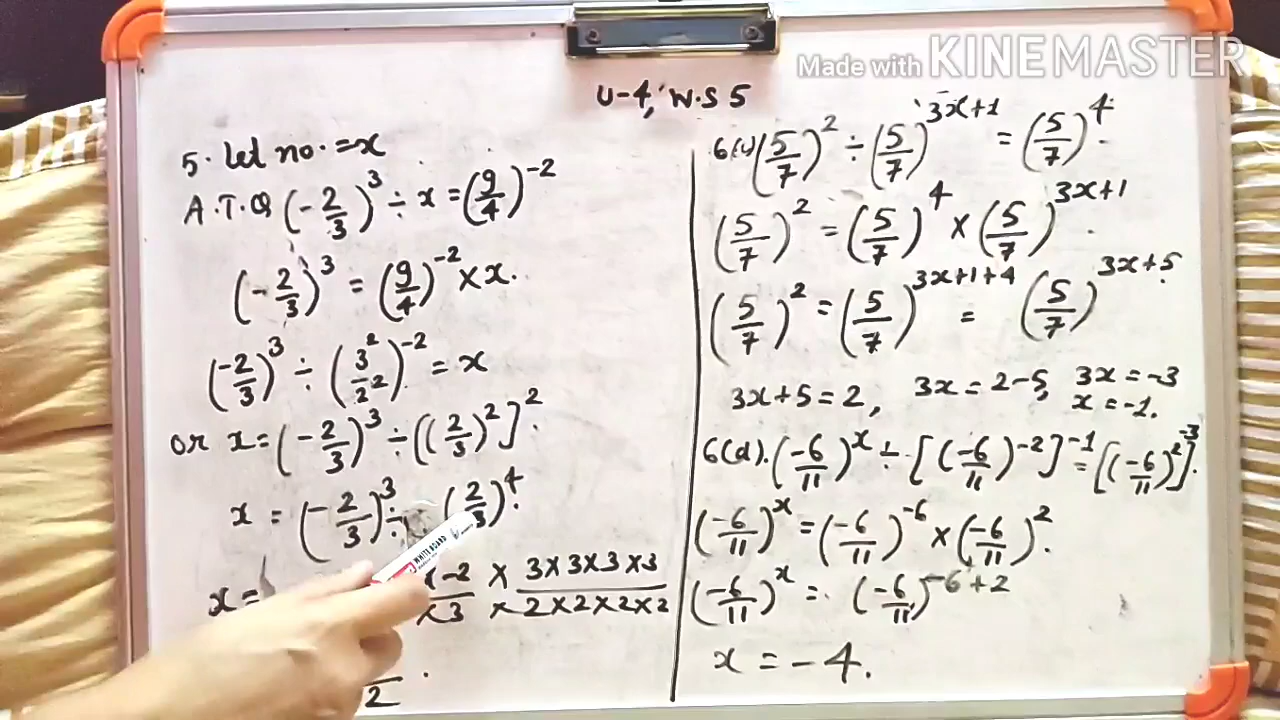 Made with KINEMASTER
U-4, W.S 5
5. Let no. = x
A.T.Q (-2/3)³ ÷ x = (9/4)⁻²
(-2/3)³ = (9/4)⁻² × x.
(-2/3)³ ÷ (3²/2²)⁻² = x
or x = (-2/3)³ ÷ ((2/3)²]².
x = (-2/3)³ ÷ (2/3)⁴.
x = × -2 / × 3 × 3×3×3×3 / 2×2×2×2
2 .
6(c) (5/7)² ÷ (5/7)³ˣ⁺¹ = (5/7)⁴.
(5/7)² = (5/7)⁴ × (5/7)³ˣ⁺¹.
(5/7)² = (5/7)³ˣ⁺¹⁺⁴ = (5/7)³ˣ⁺⁵.
3x+5 = 2, 3x = 2-5, 3x = -3
x = -1.
6(d). (-6/11)ˣ ÷ [(-6/11)⁻²]⁻¹ = [(-6/11)²]⁻³.
(-6/11)ˣ = (-6/11)⁻⁶ × (-6/11)².
(-6/11)ˣ = (-6/11)⁻⁶⁺²
x = -4.
WHITE BOARD